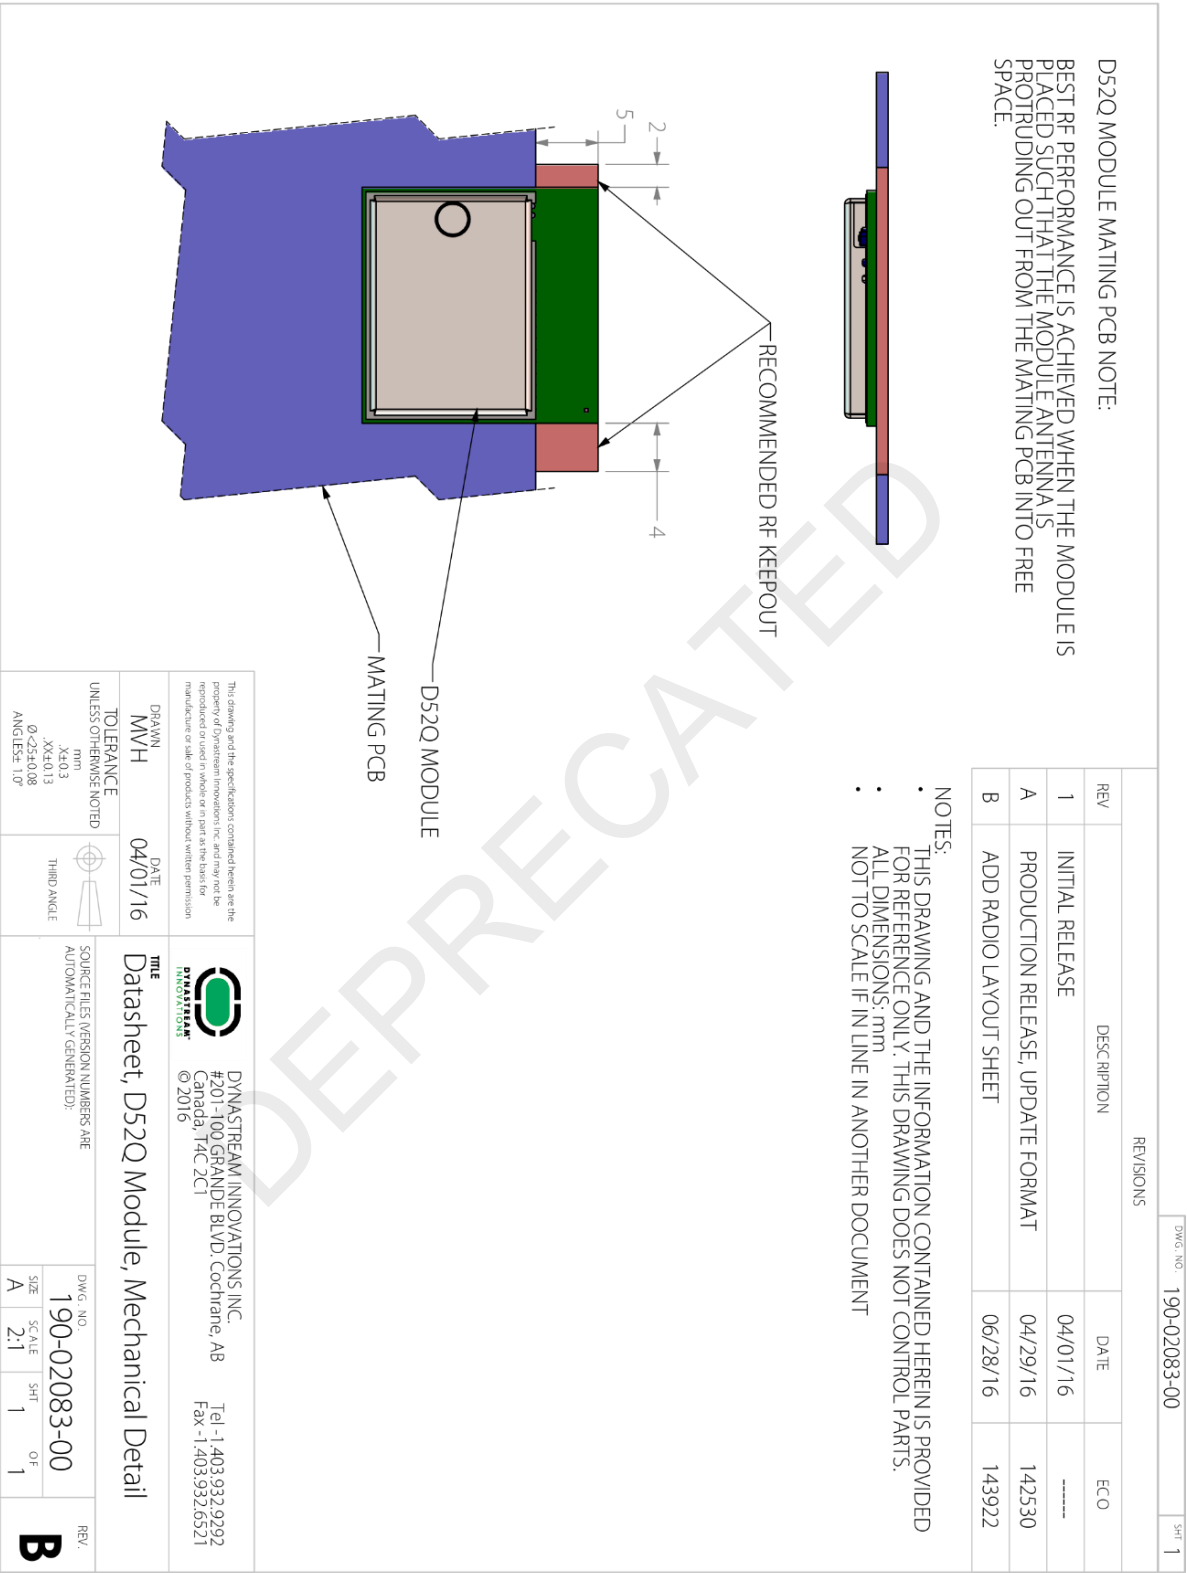 DWG. NO. 190-02083-00 SHT 1
REVISIONS
REV DESCRIPTION DATE ECO
1 INITIAL RELEASE 04/01/16 ------
A PRODUCTION RELEASE, UPDATE FORMAT 04/29/16 142530
B ADD RADIO LAYOUT SHEET 06/28/16 143922
D52Q MODULE MATING PCB NOTE:
BEST RF PERFORMANCE IS ACHIEVED WHEN THE MODULE IS
PLACED SUCH THAT THE MODULE ANTENNA IS
PROTRUDING OUT FROM THE MATING PCB INTO FREE
SPACE.
NOTES:
• THIS DRAWING AND THE INFORMATION CONTAINED HEREIN IS PROVIDED
FOR REFERENCE ONLY. THIS DRAWING DOES NOT CONTROL PARTS.
• ALL DIMENSIONS: mm
• NOT TO SCALE IF IN LINE IN ANOTHER DOCUMENT
RECOMMENDED RF KEEPOUT
2
4
5
D52Q MODULE
MATING PCB
DEPRECATED
This drawing and the specifications contained herein are the
property of Dynastream Innovations Inc. and may not be
reproduced or used in whole or in part as the basis for
manufacture or sale of products without written permission
DRAWN
MVH
DATE
04/01/16
TOLERANCE
UNLESS OTHERWISE NOTED
mm
.X±0.3
.XX±0.13
Ø<25±0.08
ANGLES± 1.0°
THIRD ANGLE
DYNASTREAM
INNOVATIONS
DYNASTREAM INNOVATIONS INC.
#201-100 GRANDE BLVD. Cochrane, AB
Canada, T4C 2C1
© 2016
Tel -1.403.932.9292
Fax -1.403.932.6521
TITLE
Datasheet, D52Q Module, Mechanical Detail
SOURCE FILES (VERSION NUMBERS ARE
AUTOMATICALLY GENERATED):
DWG. NO.
190-02083-00
SIZE A
SCALE 2:1
SHT 1 OF 1
REV.
B